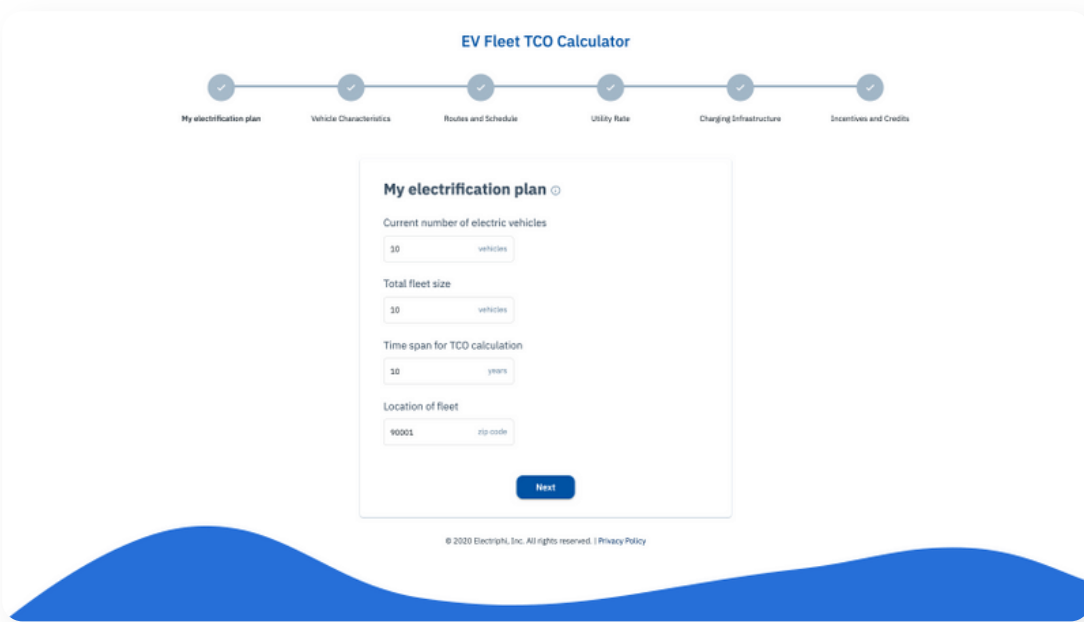 EV Fleet TCO Calculator
My electrification plan Vehicle Characteristics Routes and Schedule Utility Rate Charging Infrastructure Incentives and Credits
My electrification plan
Current number of electric vehicles
10 vehicles
Total fleet size
10 vehicles
Time span for TCO calculation
10 years
Location of fleet
90001 zip code
Next
© 2020 Electriphi, Inc. All rights reserved. | Privacy Policy